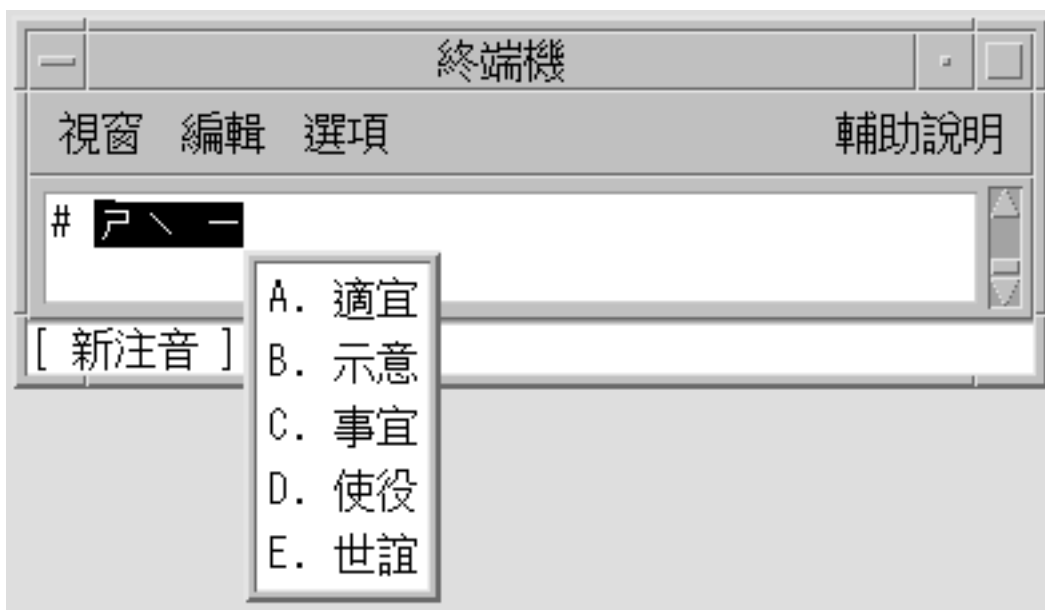 終端機
視窗 編輯 選項 輔助說明
# ㄕˋ ㄧ
[ 新注音 ]
A. 適宜
B. 示意
C. 事宜
D. 使役
E. 世誼